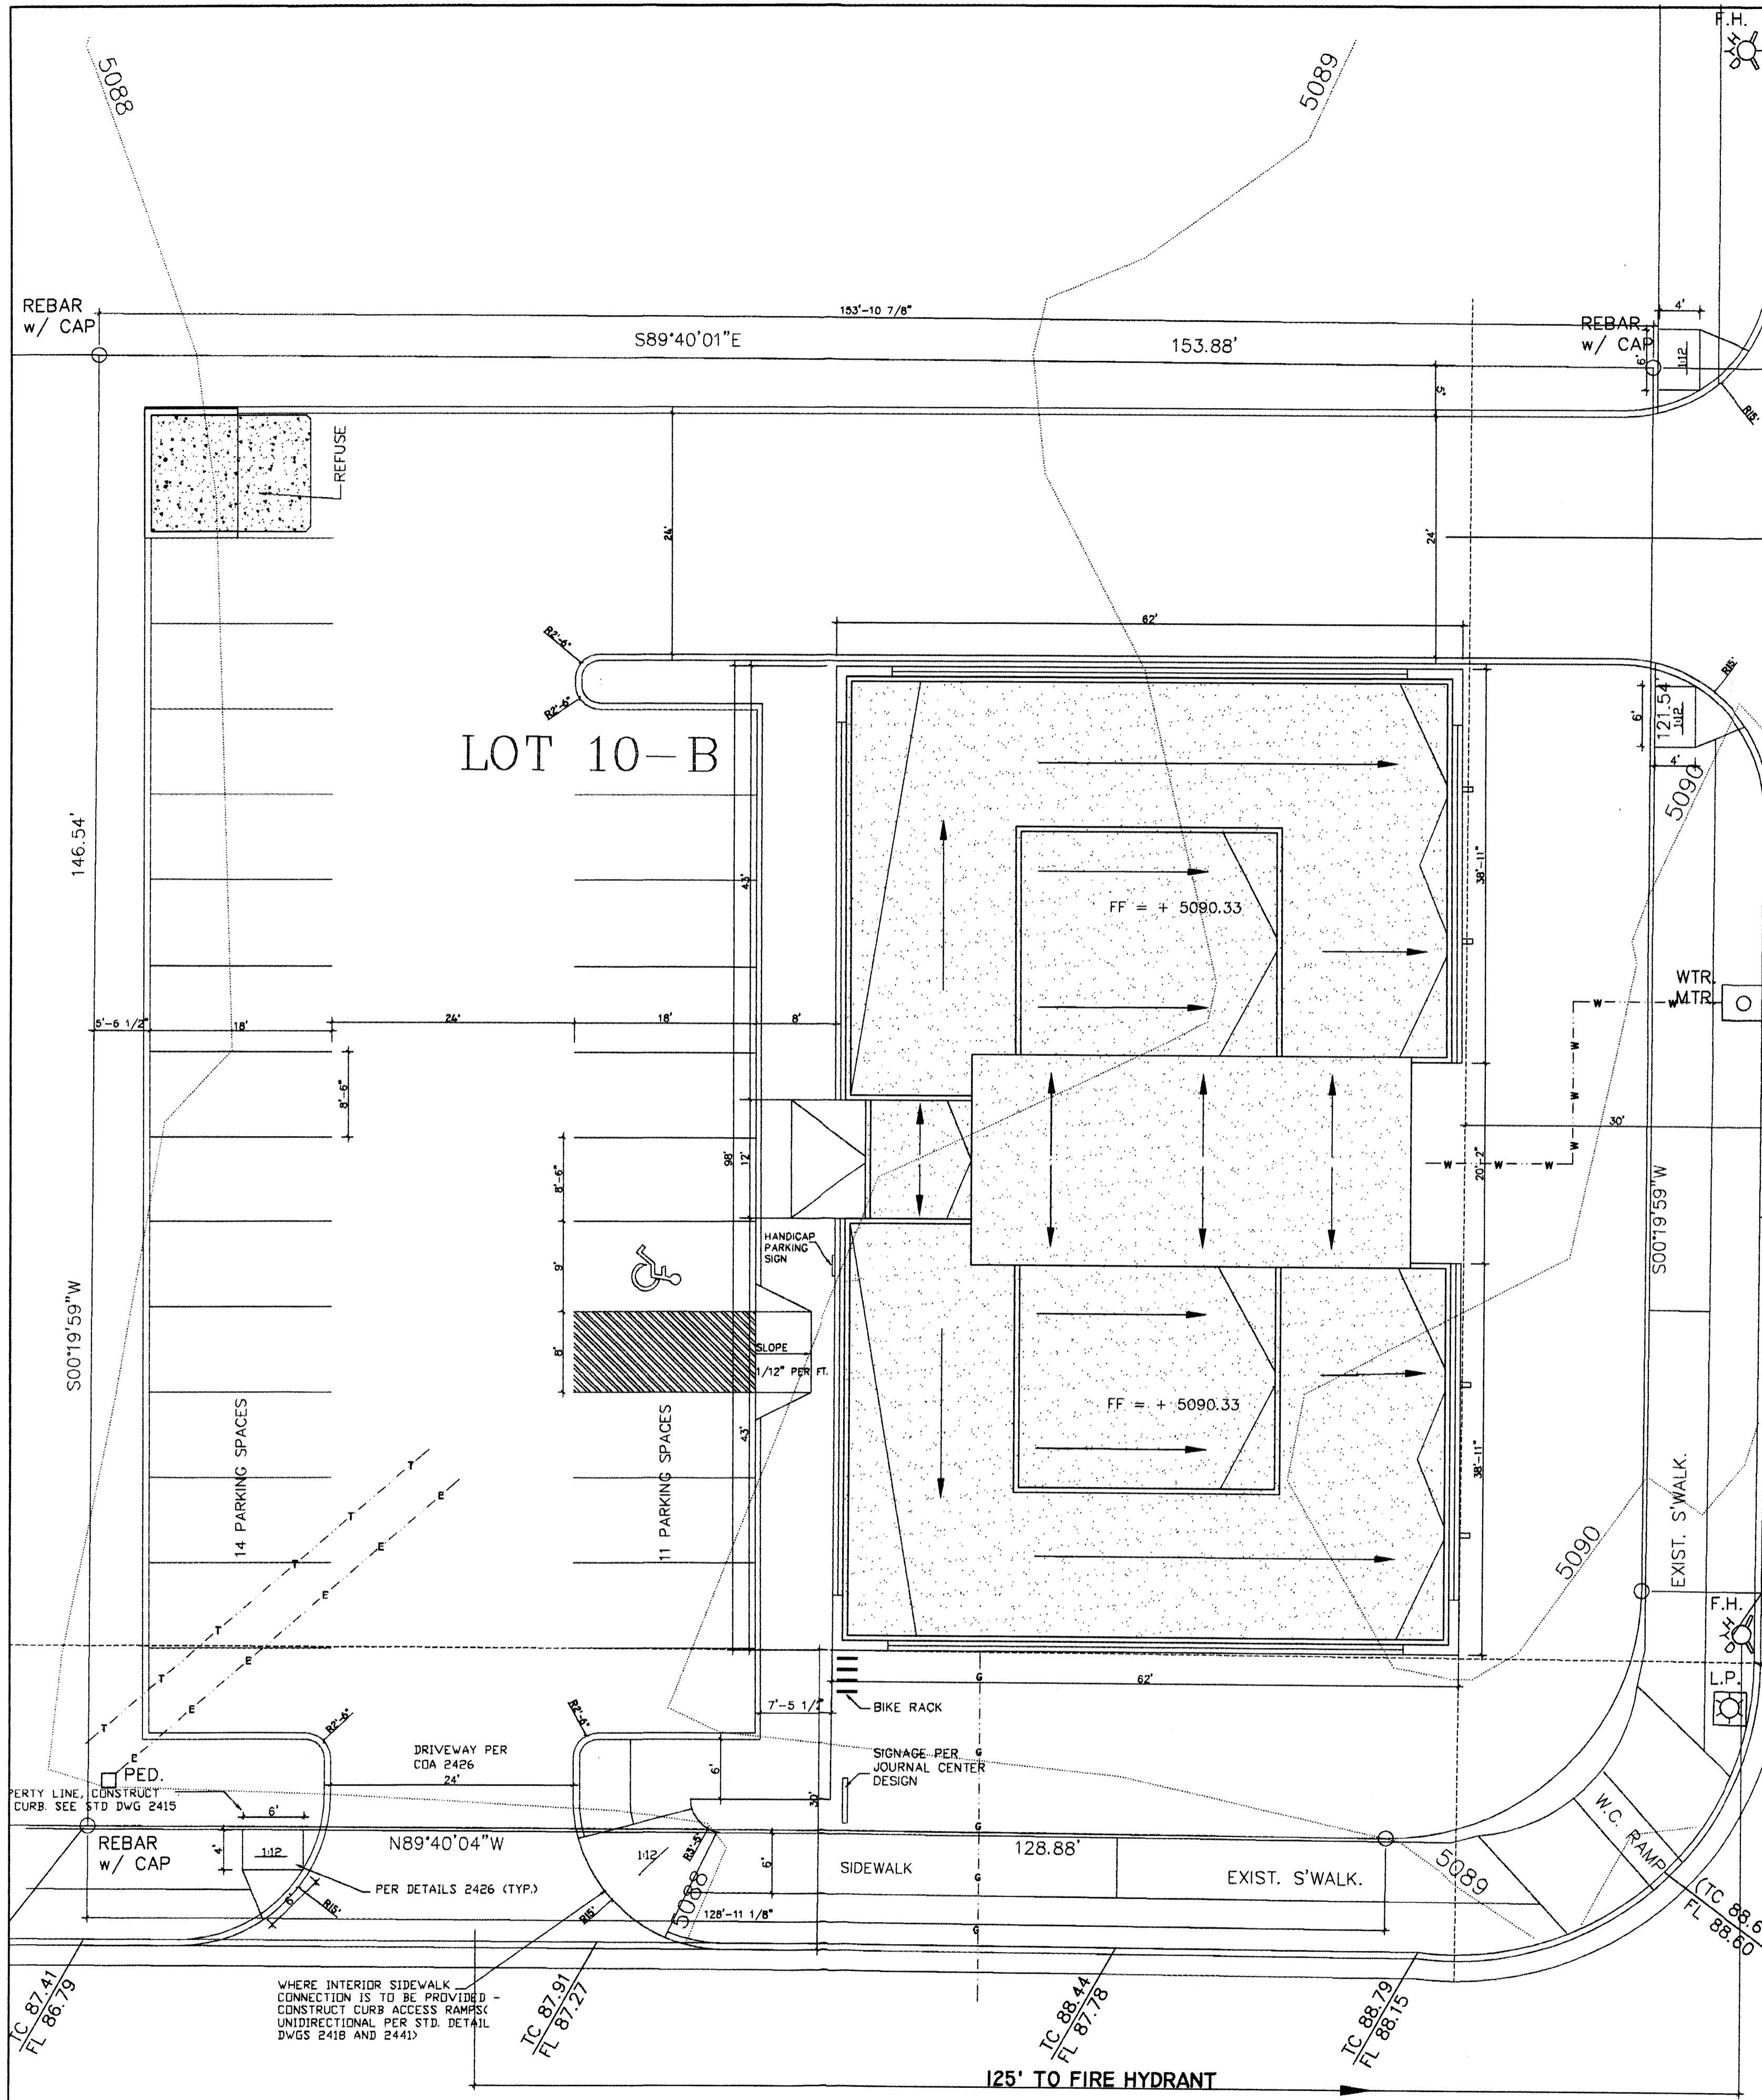 F.H.
HYD
5088
5089
REBAR
w/ CAP
153'-10 7/8"
S89°40'01"E
153.88'
REBAR
w/ CAP
4'
6'
1:12
R15'
5'
REFUSE
24'
24'
62'
R2'-6"
R2'-6"
LOT 10-B
R15'
6'
121.54
1:12
4'
5090
146.54'
43'
38'-11"
FF = + 5090.33
WTR.
MTR.
5'-6 1/2"
18'
24'
18'
8'
W
W
W
W
W
W
W
W
8'-6"
30'
98'
12'
8'-6"
20'-2"
S00°19'59"W
HANDICAP
PARKING
SIGN
9'
S00°19'59"W
8'
SLOPE
1/12" PER FT.
FF = + 5090.33
14 PARKING SPACES
11 PARKING SPACES
43'
38'-11"
EXIST. S'WALK.
5090
T
T
T
T
T
E
E
E
E
E
E
F.H.
HYD
L.P.
G
62'
7'-5 1/2"
BIKE RACK
R2'-6"
R2'-6"
DRIVEWAY PER
COA 2426
24'
SIGNAGE PER
JOURNAL CENTER
DESIGN
G
6'
30'
PED.
PERTY LINE, CONSTRUCT
CURB. SEE STD DWG 2415
6'
4'
REBAR
w/ CAP
1:12
N89°40'04"W
1:12
R3'-5"
6'
G
128.88'
SIDEWALK
EXIST. S'WALK.
5089
W.C. RAMP
G
PER DETAILS 2426 (TYP.)
6'
R15'
R15'
5088
128'-11 1/8"
G
(TC 88.6
FL 88.60
WHERE INTERIOR SIDEWALK
CONNECTION IS TO BE PROVIDED -
CONSTRUCT CURB ACCESS RAMPS(
UNIDIRECTIONAL PER STD. DETAIL
DWGS 2418 AND 2441)
TC 87.41
FL 86.79
TC 87.91
FL 87.27
TC 88.44
FL 87.78
TC 88.79
FL 88.15
125' TO FIRE HYDRANT